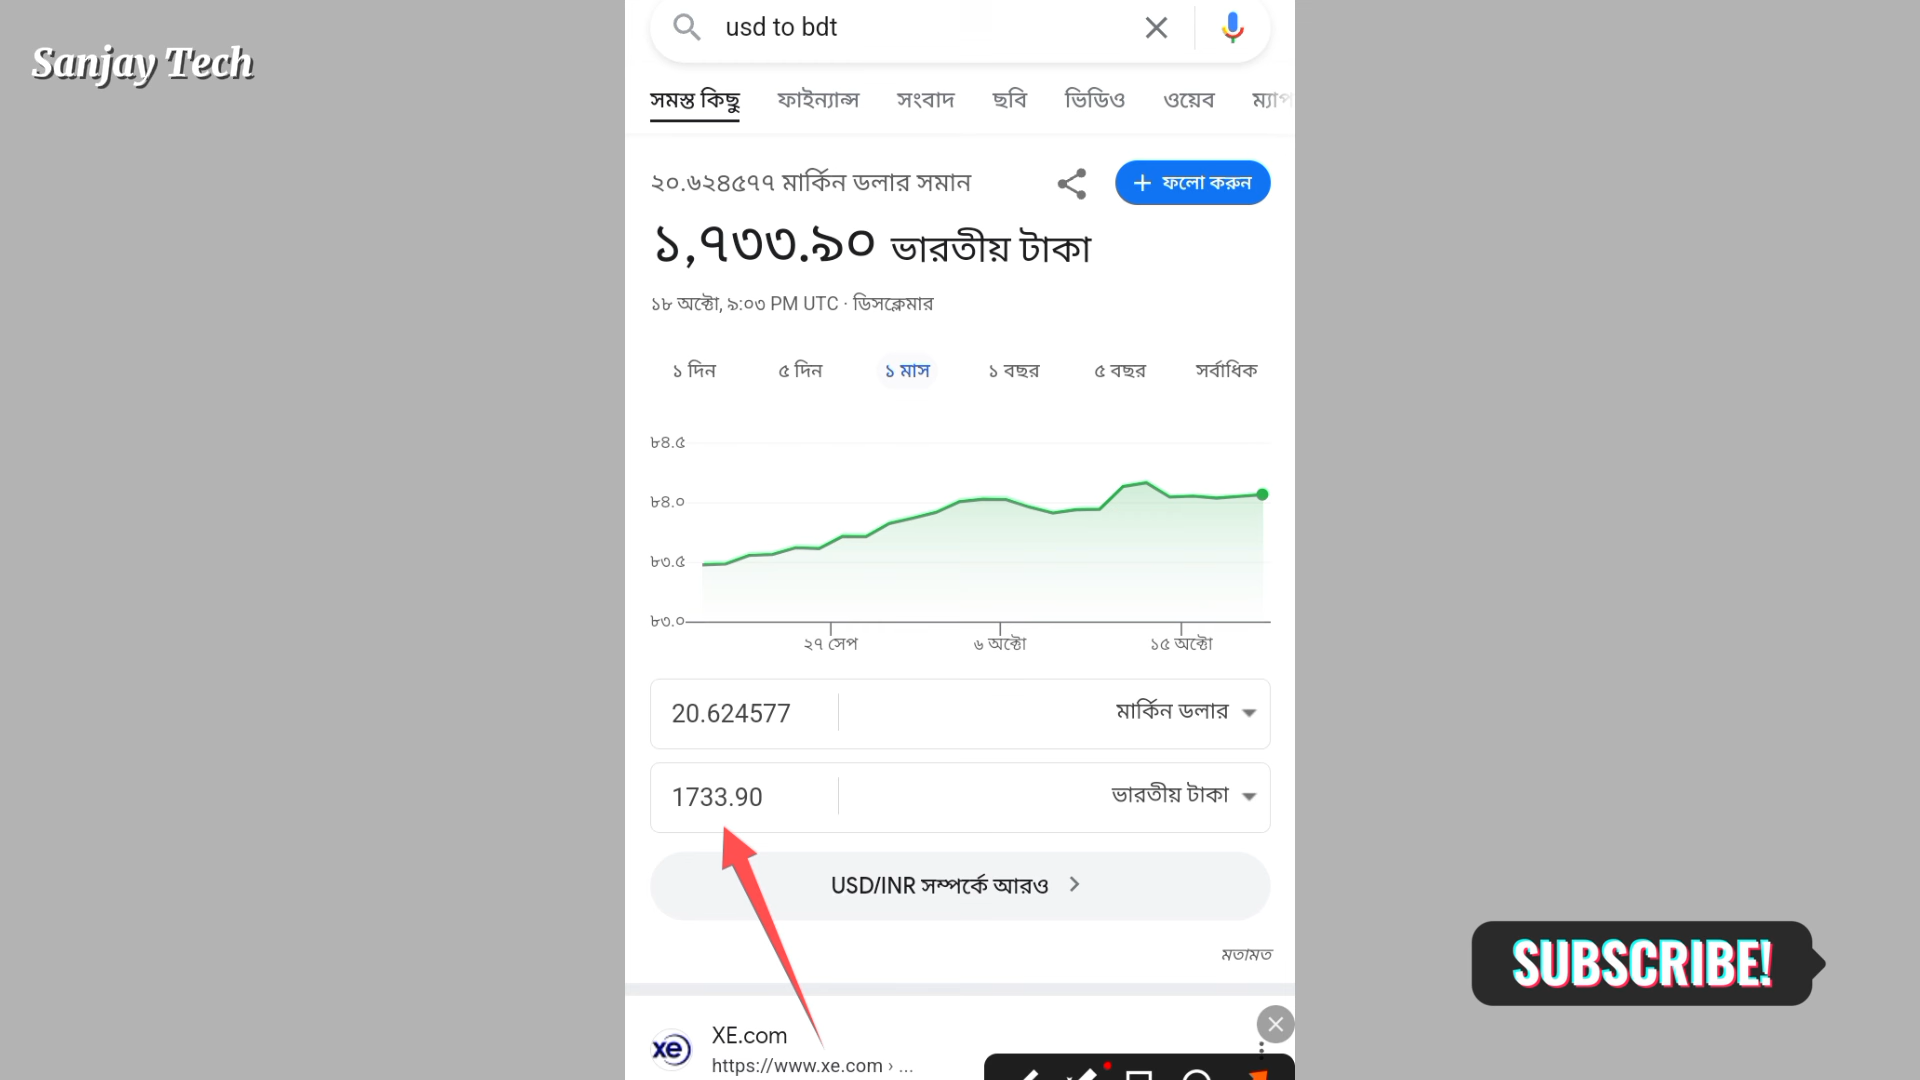 Sanjay Tech
usd to bdt
সমস্ত কিছু ফাইন্যান্স সংবাদ ছবি ভিডিও ওয়েব ম্যাপ
২০.৬২৪৫৭৭ মার্কিন ডলার সমান
+ ফলো করুন
১,৭৩৩.৯০ ভারতীয় টাকা
১৮ অক্টো, ৯:০৩ PM UTC · ডিসক্লেমার
১ দিন ৫ দিন ১ মাস ১ বছর ৫ বছর সর্বাধিক
৮৪.৫
৮৪.০
৮৩.৫
৮৩.০
২৭ সেপ ৬ অক্টো ১৫ অক্টো
20.624577 মার্কিন ডলার
1733.90 ভারতীয় টাকা
USD/INR সম্পর্কে আরও
মতামত
SUBSCRIBE!
xe XE.com
https://www.xe.com › ...